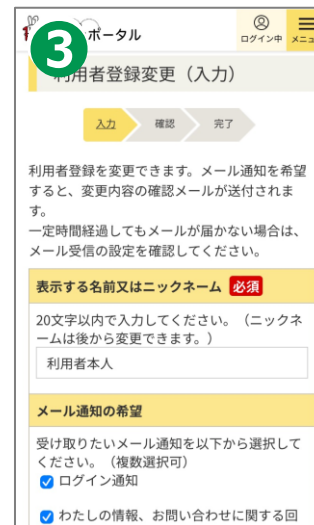 3
ポータル
ログイン中
メニュー
利用者登録変更（入力）
入力
確認
完了
利用者登録を変更できます。メール通知を希望
すると、変更内容の確認メールが送付されま
す。
一定時間経過してもメールが届かない場合は、
メール受信の設定を確認してください。
表示する名前又はニックネーム 必須
20文字以内で入力してください。（ニックネ
ームは後から変更できます。）
利用者本人
メール通知の希望
受け取りたいメール通知を以下から選択して
ください。（複数選択可）
ログイン通知
わたしの情報、お問い合わせに関する回